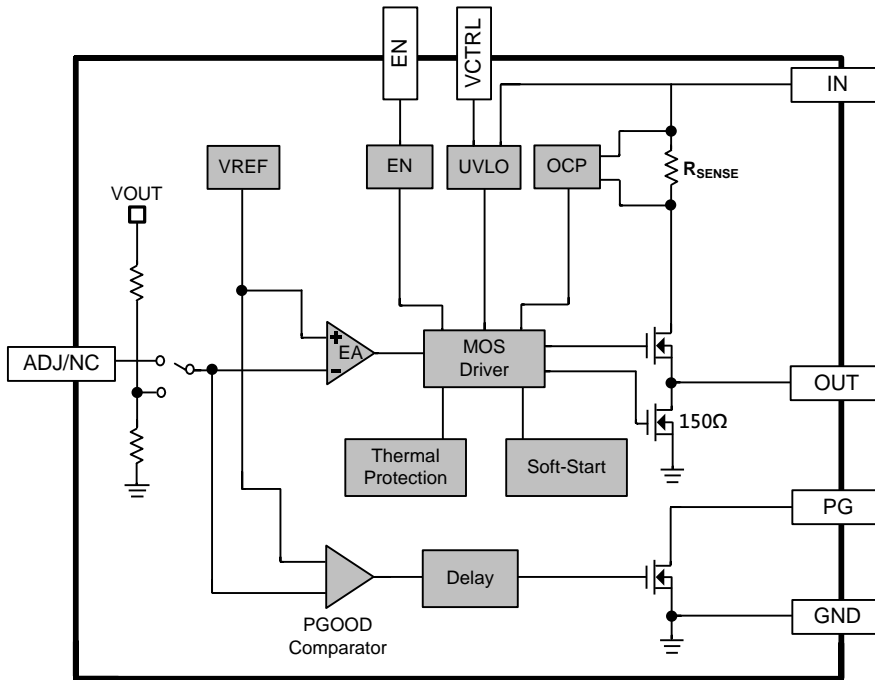 EN
VCTRL
IN
VREF
EN
UVLO
OCP
RSENSE
VOUT
ADJ/NC
+
-
EA
MOS
Driver
OUT
150Ω
Thermal
Protection
Soft-Start
PG
Delay
PGOOD
Comparator
GND